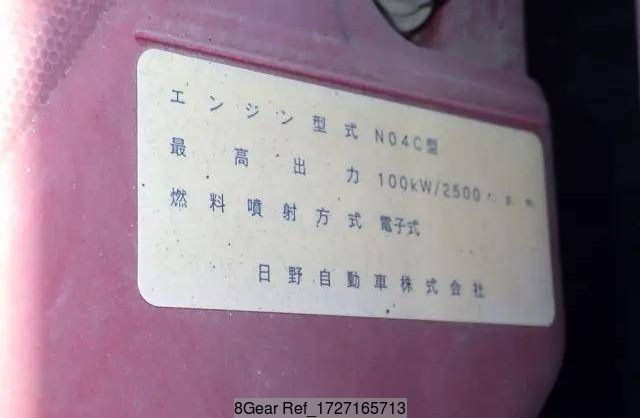 エンジン型式 N04C型
最高出力 100kW/2500r.p.m
燃料噴射方式 電子式
日野自動車株式会社
8Gear Ref_1727165713